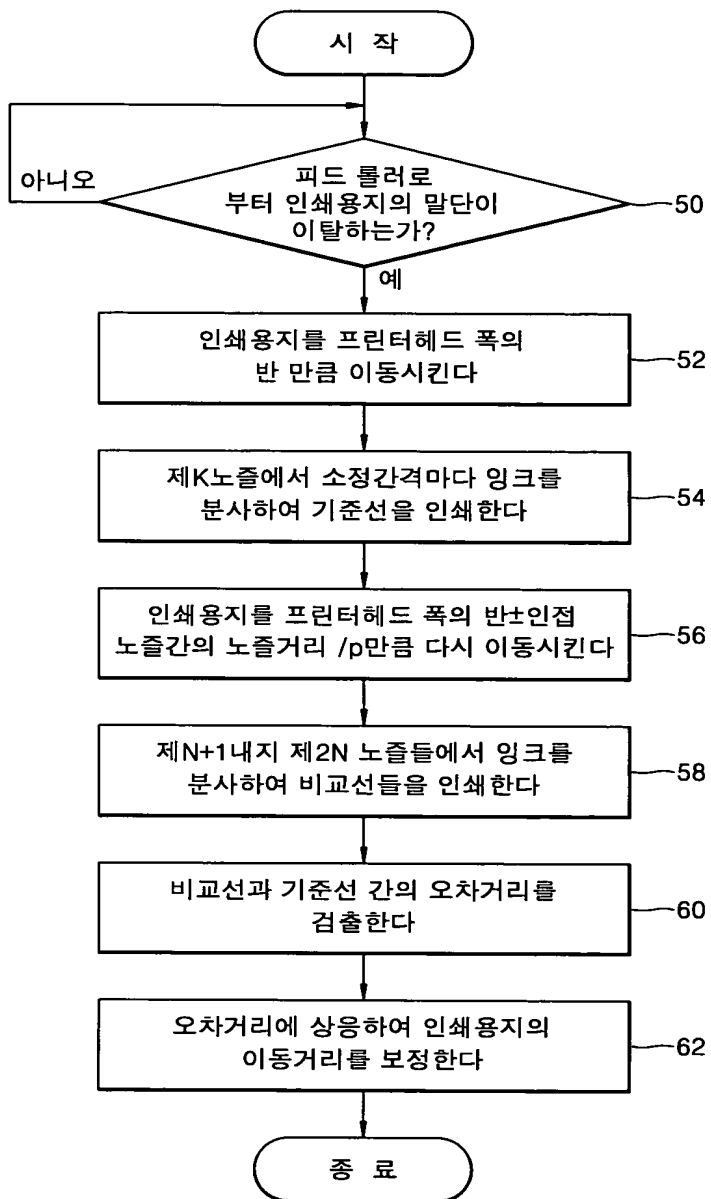 시 작
아니오
피드 롤러로
부터 인쇄용지의 말단이
이탈하는가?
50
예
인쇄용지를 프린터헤드 폭의
반 만큼 이동시킨다
52
제K노즐에서 소정간격마다 잉크를
분사하여 기준선을 인쇄한다
54
인쇄용지를 프린터헤드 폭의 반±인접
노즐간의 노즐거리 /p만큼 다시 이동시킨다
56
제N+1내지 제2N 노즐들에서 잉크를
분사하여 비교선들을 인쇄한다
58
비교선과 기준선 간의 오차거리를
검출한다
60
오차거리에 상응하여 인쇄용지의
이동거리를 보정한다
62
종 료